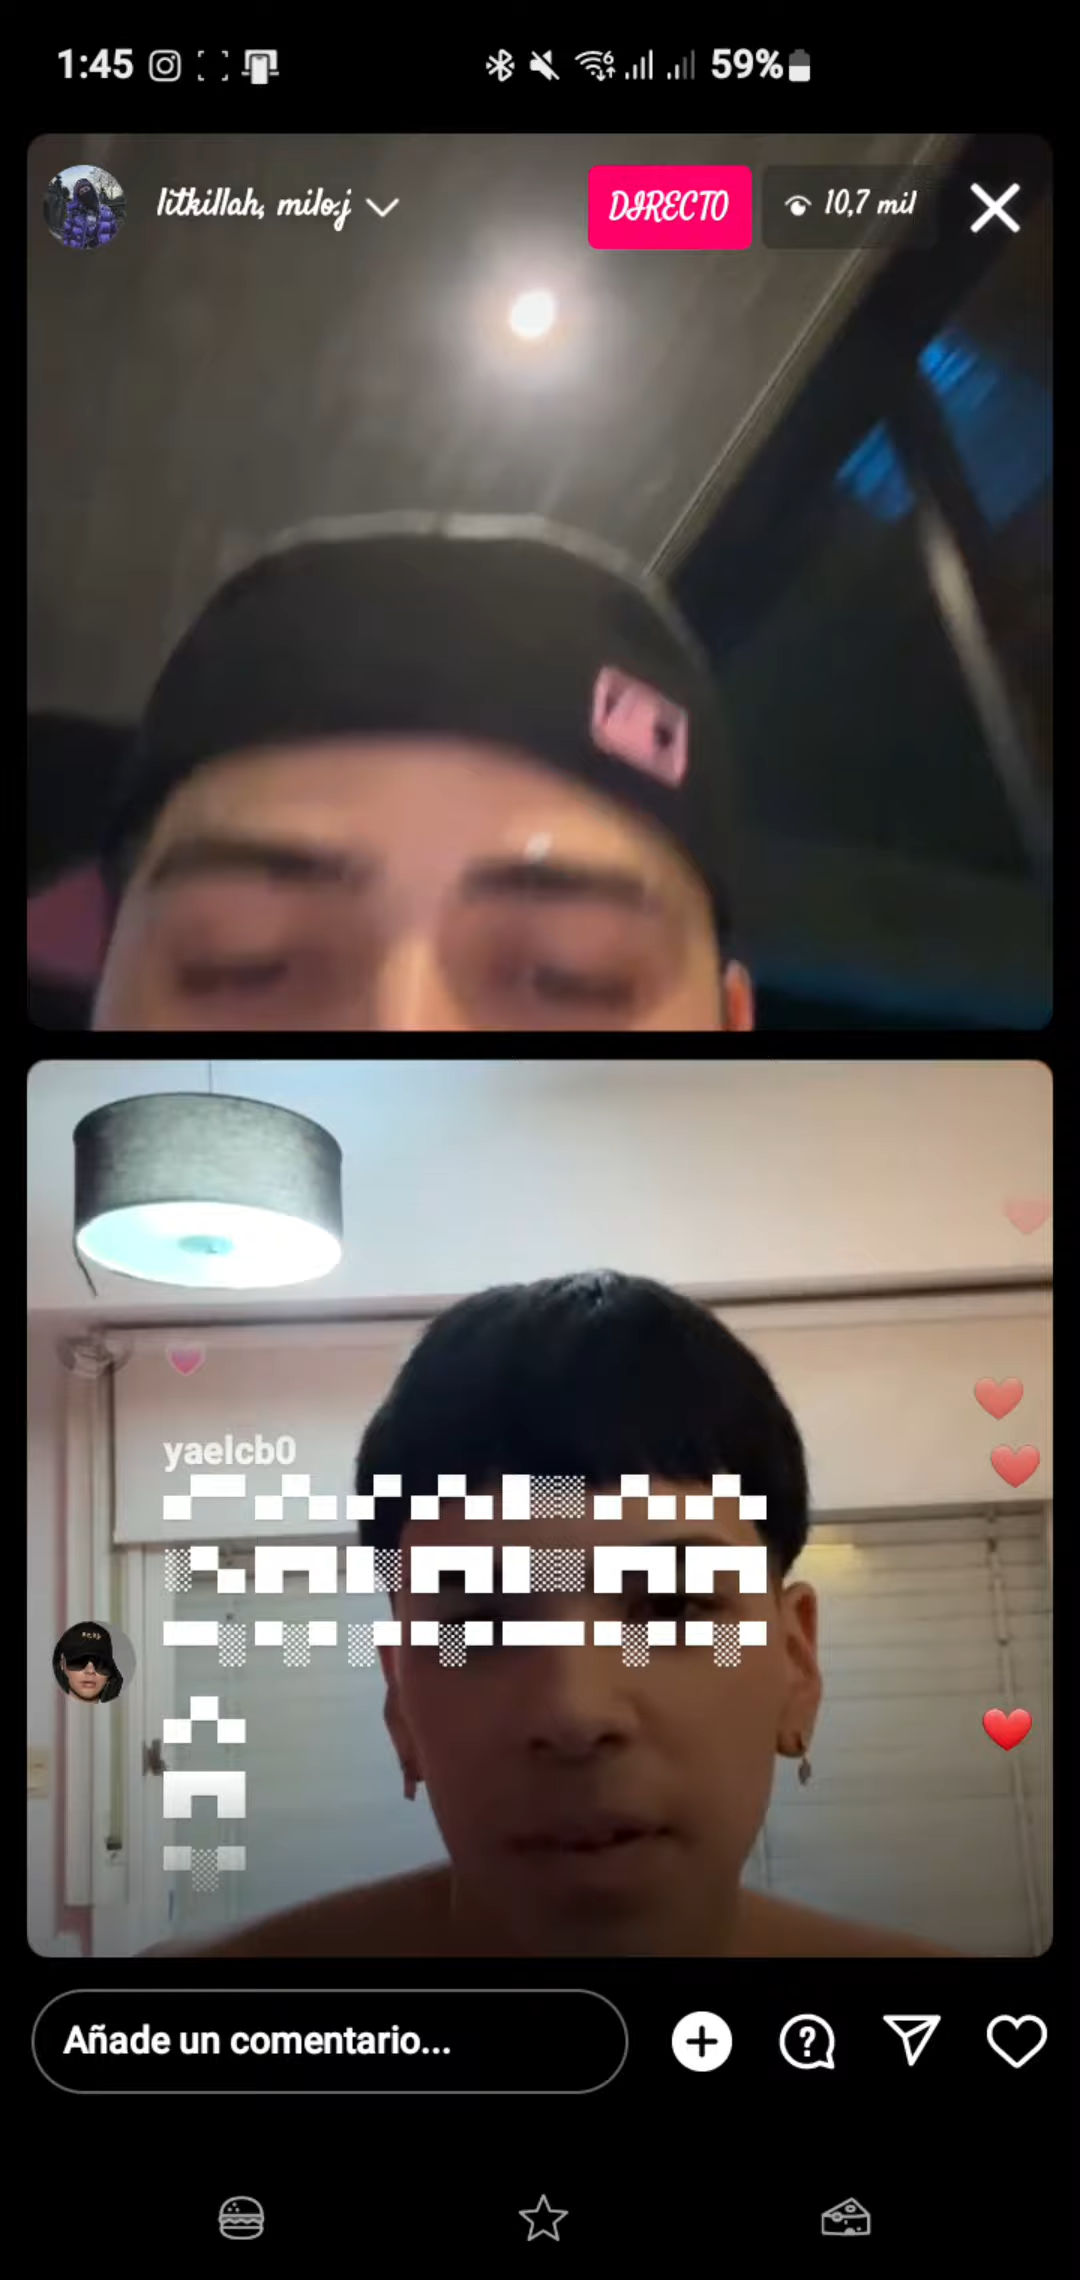 1:45
59%
litkillah, milo.j
DIRECTO
10,7 mil
yaelcb0
Añade un comentario...